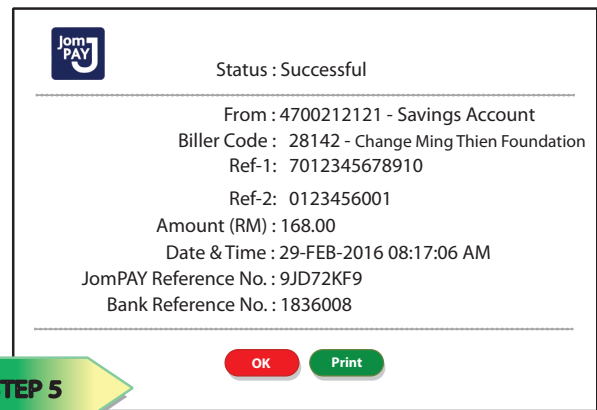 Jom
PAY
J
Status : Successful
From : 4700212121 - Savings Account
Biller Code : 28142 - Change Ming Thien Foundation
Ref-1: 7012345678910
Ref-2: 0123456001
Amount (RM) : 168.00
Date & Time : 29-FEB-2016 08:17:06 AM
JomPAY Reference No. : 9JD72KF9
Bank Reference No. : 1836008
OK Print
TEP 5